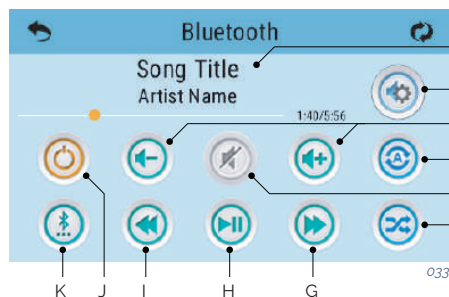 Bluetooth
Song Title
Artist Name
1:40/5:56
A
033
K J I H G